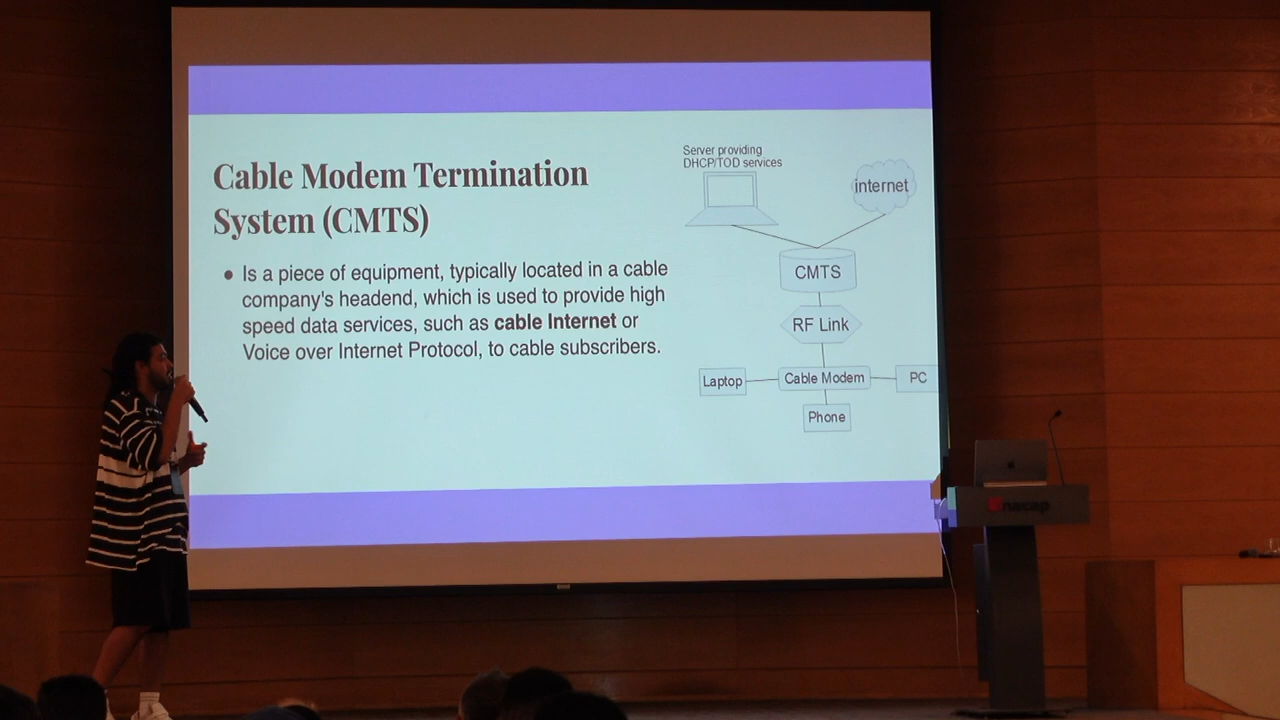 Cable Modem Termination
System (CMTS)
• Is a piece of equipment, typically located in a cable
company's headend, which is used to provide high
speed data services, such as cable Internet or
Voice over Internet Protocol, to cable subscribers.
Server providing
DHCP/TOD services
internet
CMTS
RF Link
Laptop
Cable Modem
PC
Phone
inacap